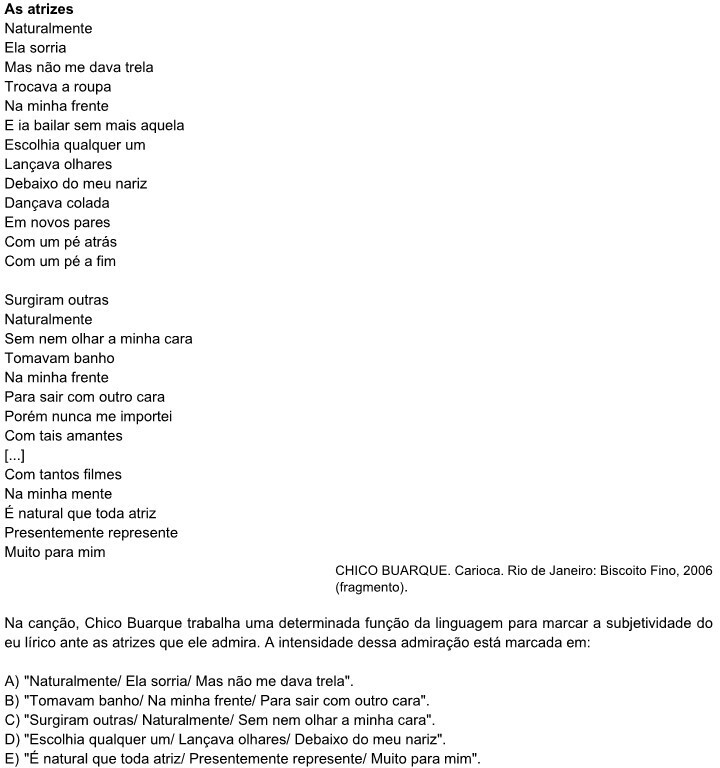 As atrizes
Naturalmente
Ela sorria
Mas não me dava trela
Trocava a roupa
Na minha frente
E ia bailar sem mais aquela
Escolhia qualquer um
Lançava olhares
Debaixo do meu nariz
Dançava colada
Em novos pares
Com um pé atrás
Com um pé a fim

Surgiram outras
Naturalmente
Sem nem olhar a minha cara
Tomavam banho
Na minha frente
Para sair com outro cara
Porém nunca me importei
Com tais amantes
[...]
Com tantos filmes
Na minha mente
É natural que toda atriz
Presentemente represente
Muito para mim
CHICO BUARQUE. Carioca. Rio de Janeiro: Biscoito Fino, 2006
(fragmento).

Na canção, Chico Buarque trabalha uma determinada função da linguagem para marcar a subjetividade do
eu lírico ante as atrizes que ele admira. A intensidade dessa admiração está marcada em:

A) "Naturalmente/ Ela sorria/ Mas não me dava trela".
B) "Tomavam banho/ Na minha frente/ Para sair com outro cara".
C) "Surgiram outras/ Naturalmente/ Sem nem olhar a minha cara".
D) "Escolhia qualquer um/ Lançava olhares/ Debaixo do meu nariz".
E) "É natural que toda atriz/ Presentemente represente/ Muito para mim".